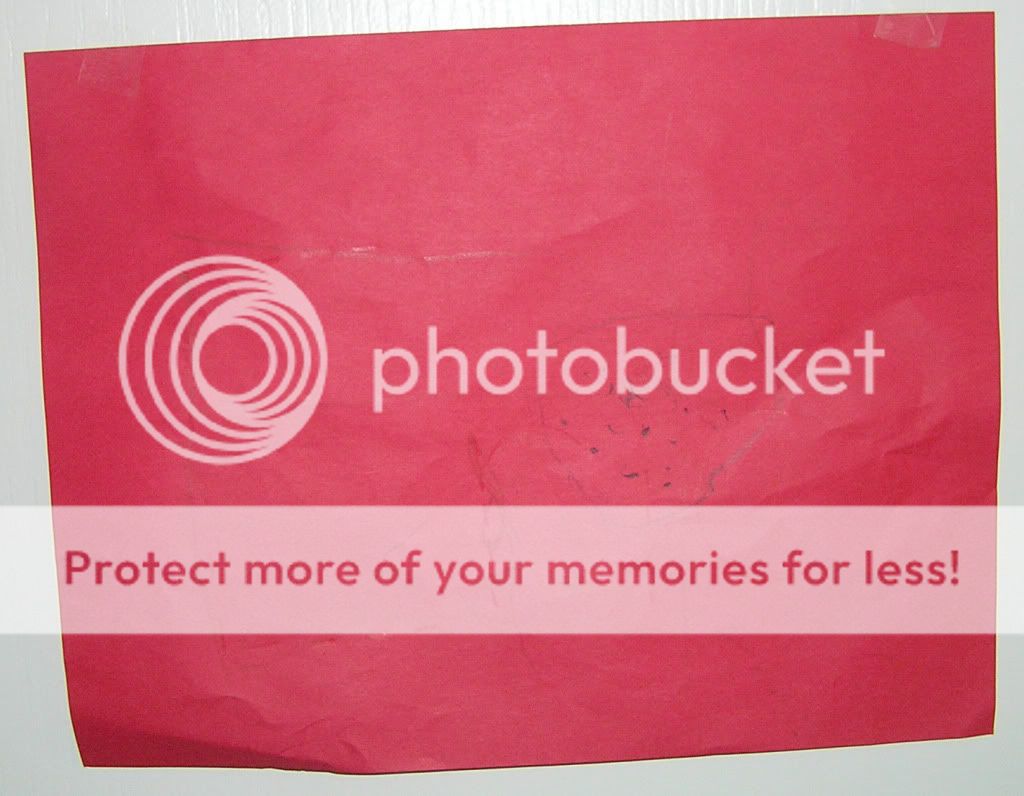 photobucket
Protect more of your memories for less!